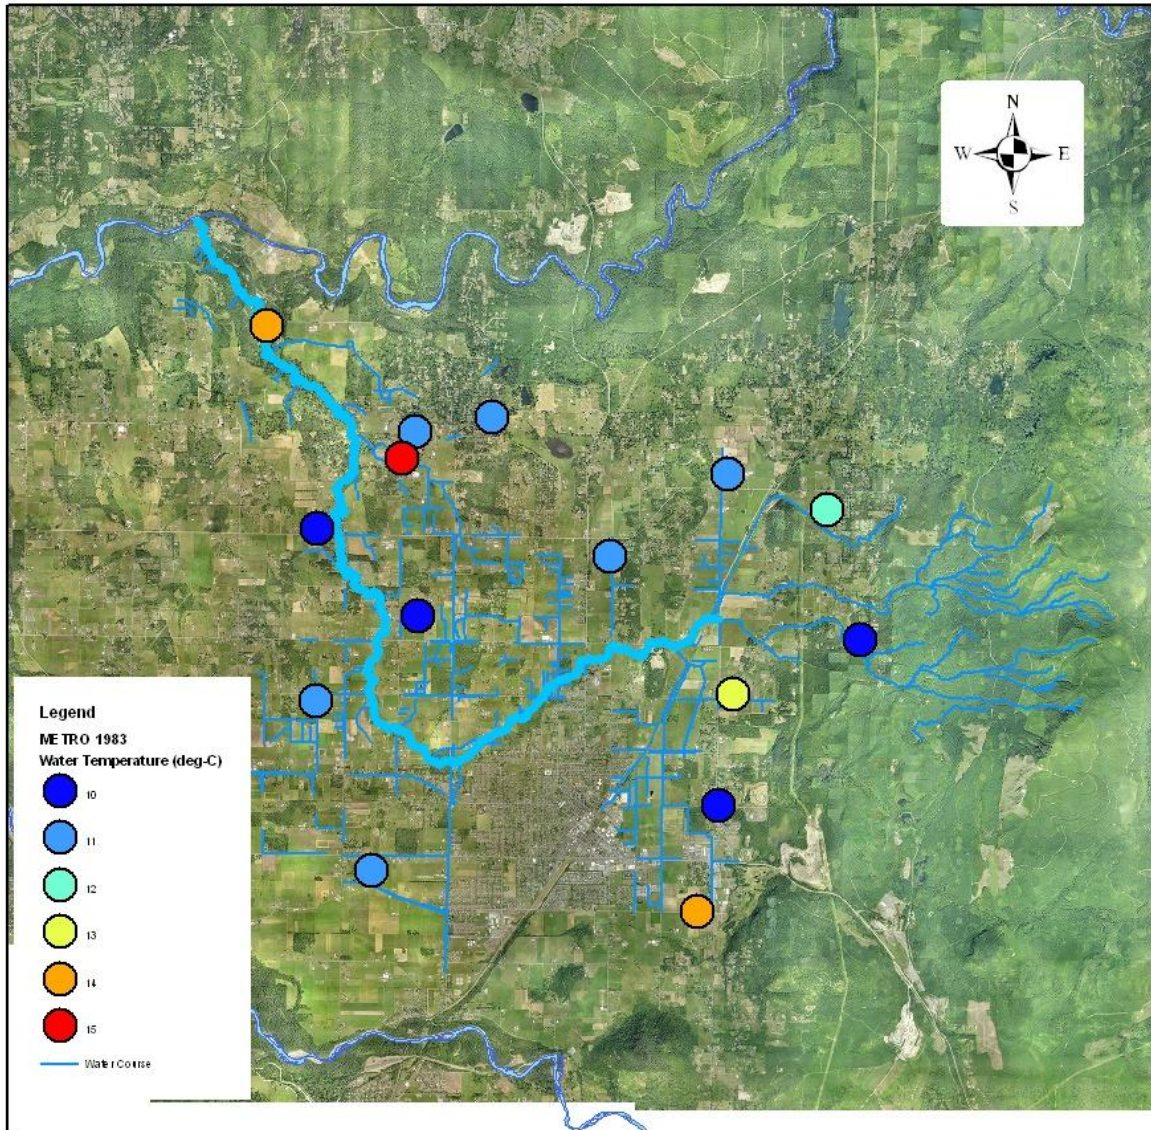 N
W E
S
Legend
METRO 1983
Water Temperature (deg-C)
10
11
12
13
14
15
Water Course